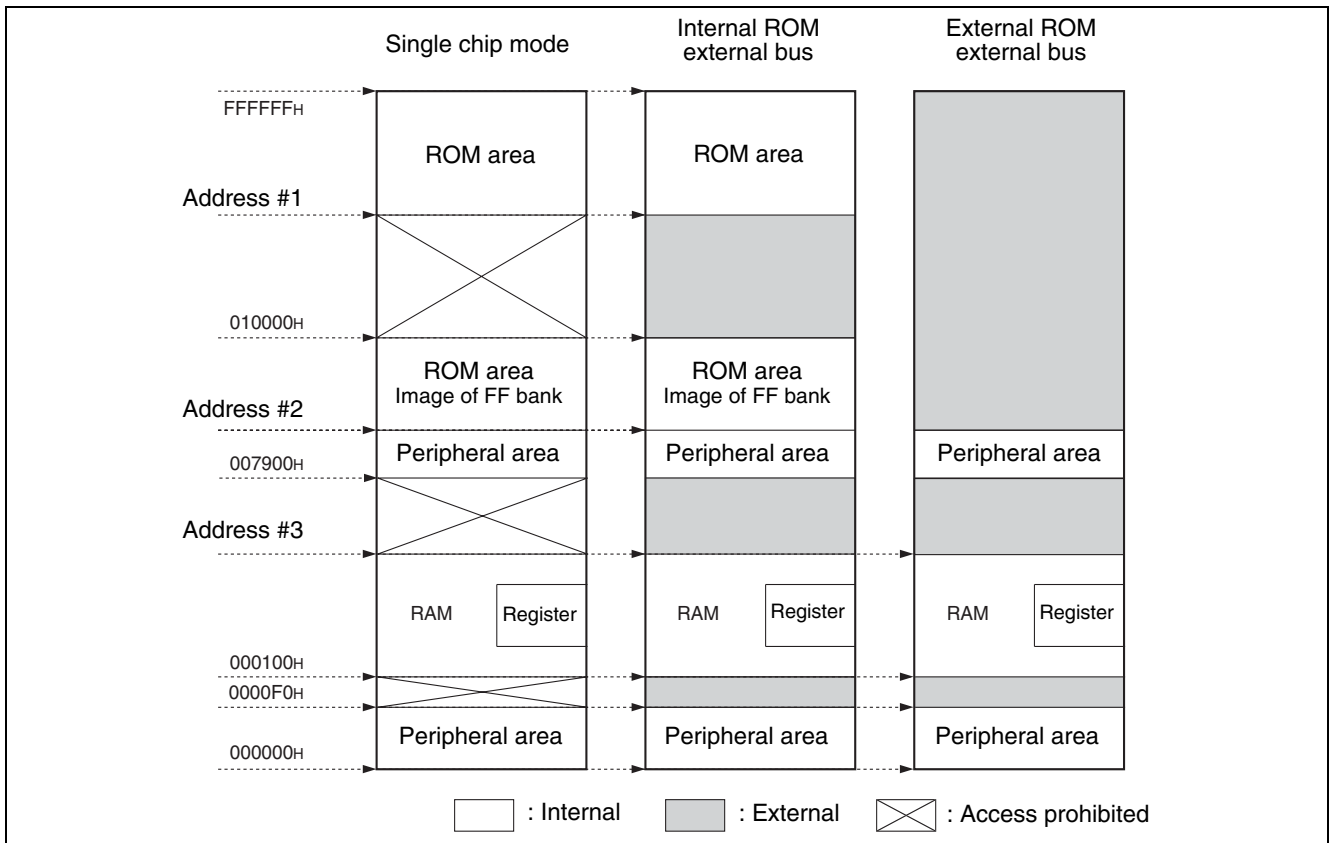 Single chip mode
Internal ROM
external bus
External ROM
external bus
FFFFFFH
ROM area
ROM area
Address #1
010000H
ROM area
Image of FF bank
ROM area
Image of FF bank
Address #2
Peripheral area
Peripheral area
Peripheral area
007900H
Address #3
RAM
Register
RAM
Register
RAM
Register
000100H
0000F0H
Peripheral area
Peripheral area
Peripheral area
000000H
: Internal
: External
: Access prohibited